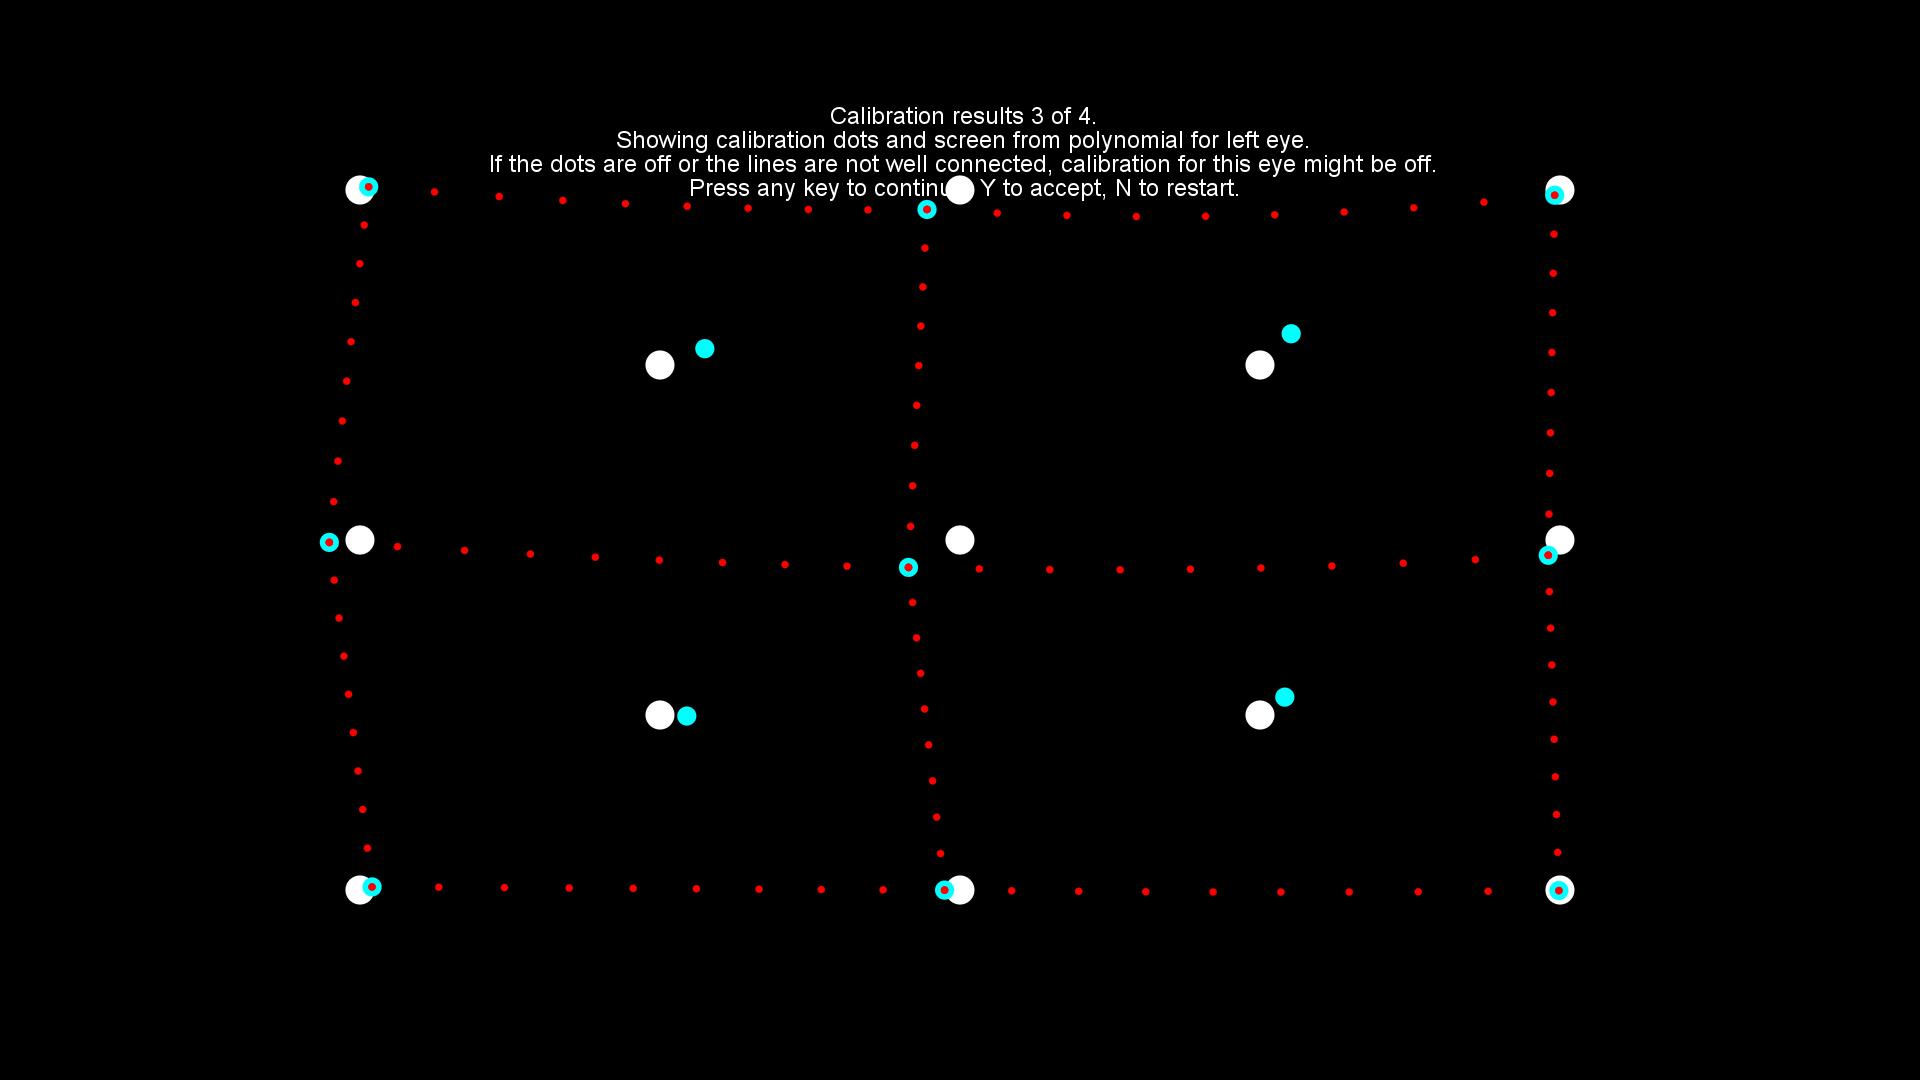 Calibration results 3 of 4.
Showing calibration dots and screen from polynomial for left eye.
If the dots are off or the lines are not well connected, calibration for this eye might be off.
Press any key to continu Y to accept, N to restart.